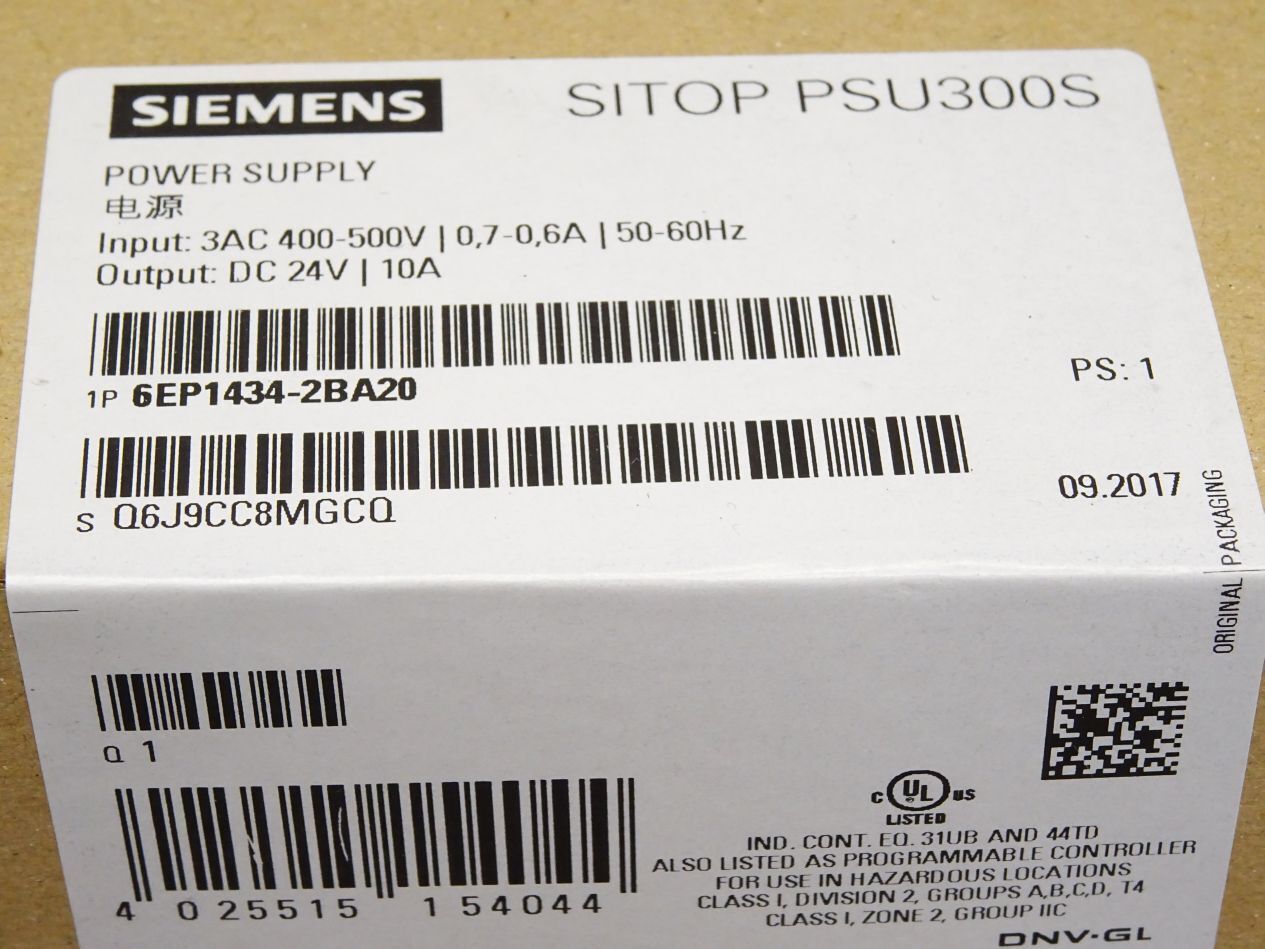 SIEMENS SITOP PSU300S
POWER SUPPLY
电源
Input: 3AC 400-500V | 0,7-0,6A | 50-60Hz
Output: DC 24V | 10A
1P 6EP1434-2BA20
PS: 1
S Q6J9CC8MGCQ
09.2017
ORIGINAL PACKAGING
Q 1
4 025515 154044
C UL US
LISTED
IND. CONT. EQ. 31UB AND 44TD
ALSO LISTED AS PROGRAMMABLE CONTROLLER
FOR USE IN HAZARDOUS LOCATIONS
CLASS I, DIVISION 2, GROUPS A,B,C,D, T4
CLASS I, ZONE 2, GROUP IIC
DNV·GL